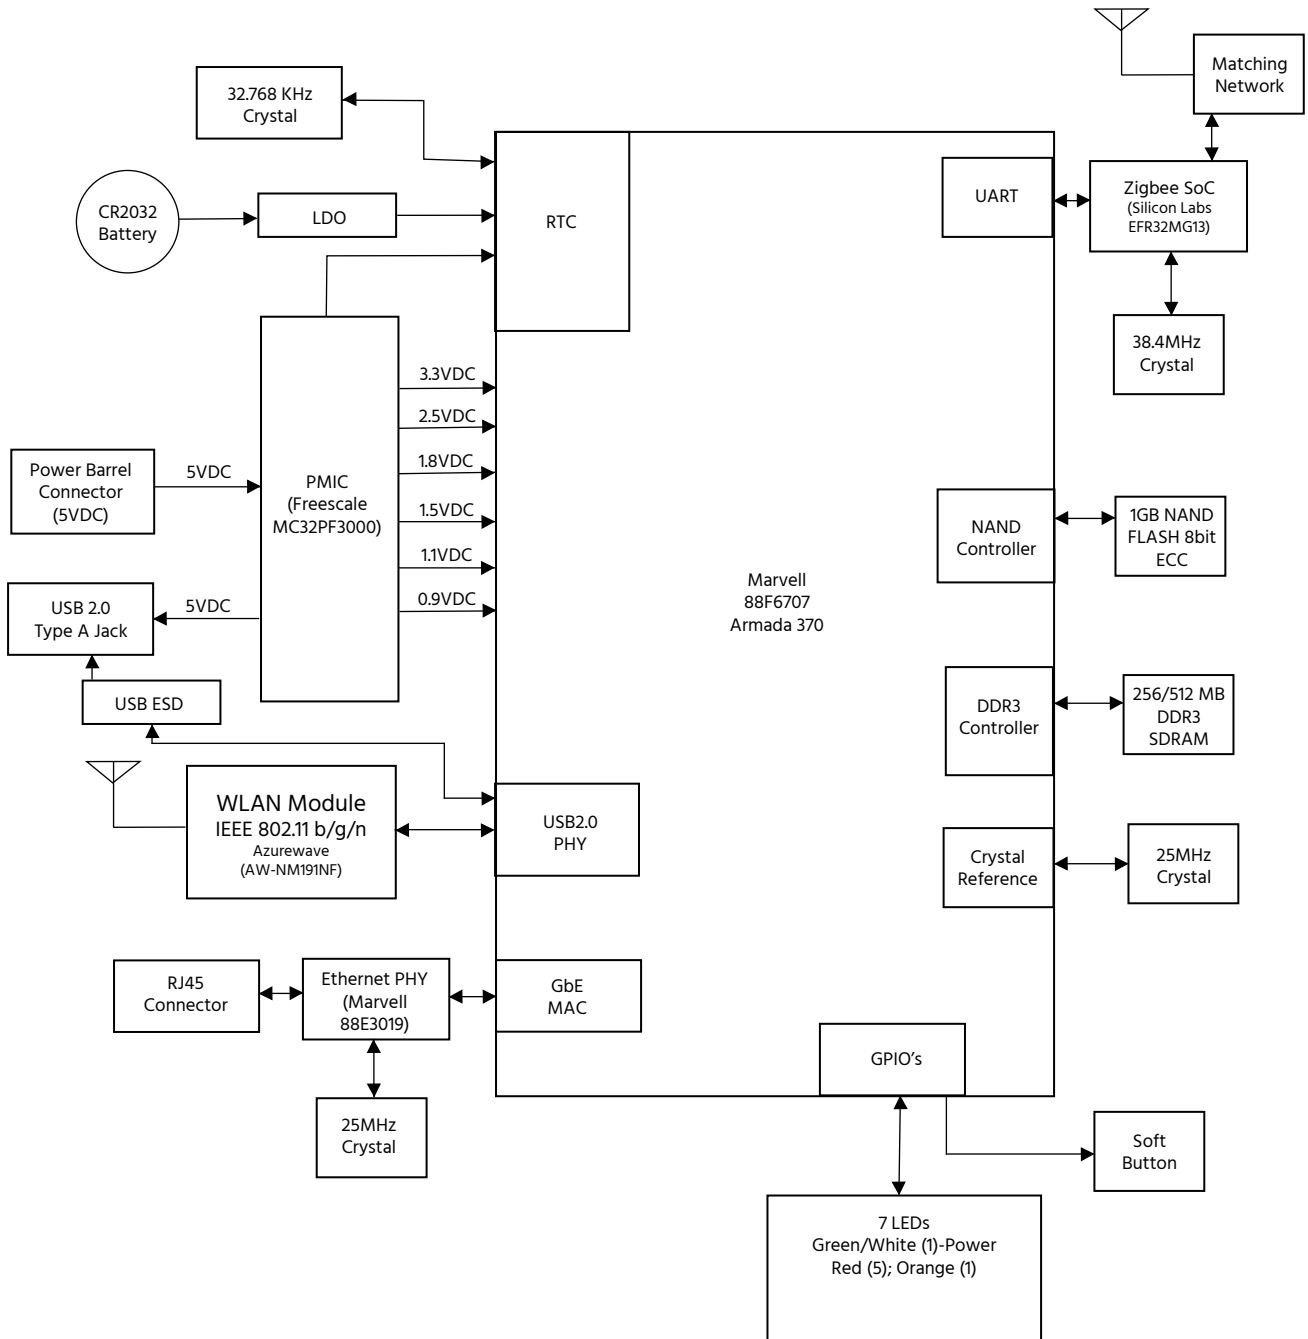 Matching
Network
32.768 KHz
Crystal
UART
Zigbee SoC
(Silicon Labs
EFR32MG13)
CR2032
Battery
LDO
RTC
38.4MHz
Crystal
3.3VDC
2.5VDC
1.8VDC
1.5VDC
1.1VDC
0.9VDC
Power Barrel
Connector
(5VDC)
5VDC
PMIC
(Freescale
MC32PF3000)
NAND
Controller
1GB NAND
FLASH 8bit
ECC
Marvell
88F6707
Armada 370
USB 2.0
Type A Jack
5VDC
USB ESD
DDR3
Controller
256/512 MB
DDR3
SDRAM
WLAN Module
IEEE 802.11 b/g/n
Azurewave
(AW-NM191NF)
USB2.0
PHY
Crystal
Reference
25MHz
Crystal
RJ45
Connector
Ethernet PHY
(Marvell
88E3019)
GbE
MAC
GPIO’s
25MHz
Crystal
Soft
Button
7 LEDs
Green/White (1)-Power
Red (5); Orange (1)